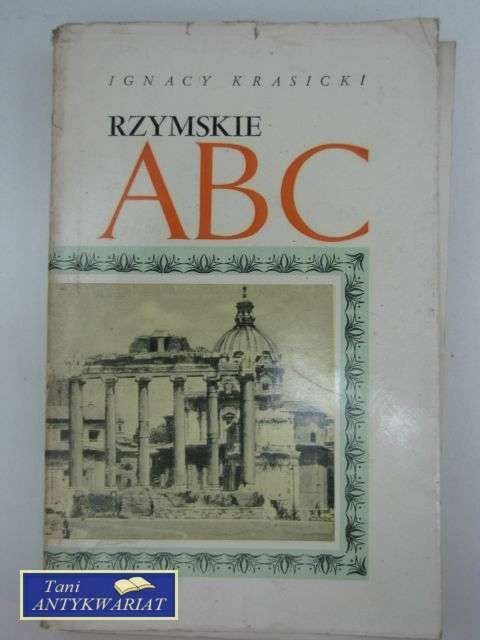 IGNACY KRASICKI
RZYMSKIE
ABC
Tani
ANTYKWARIAT